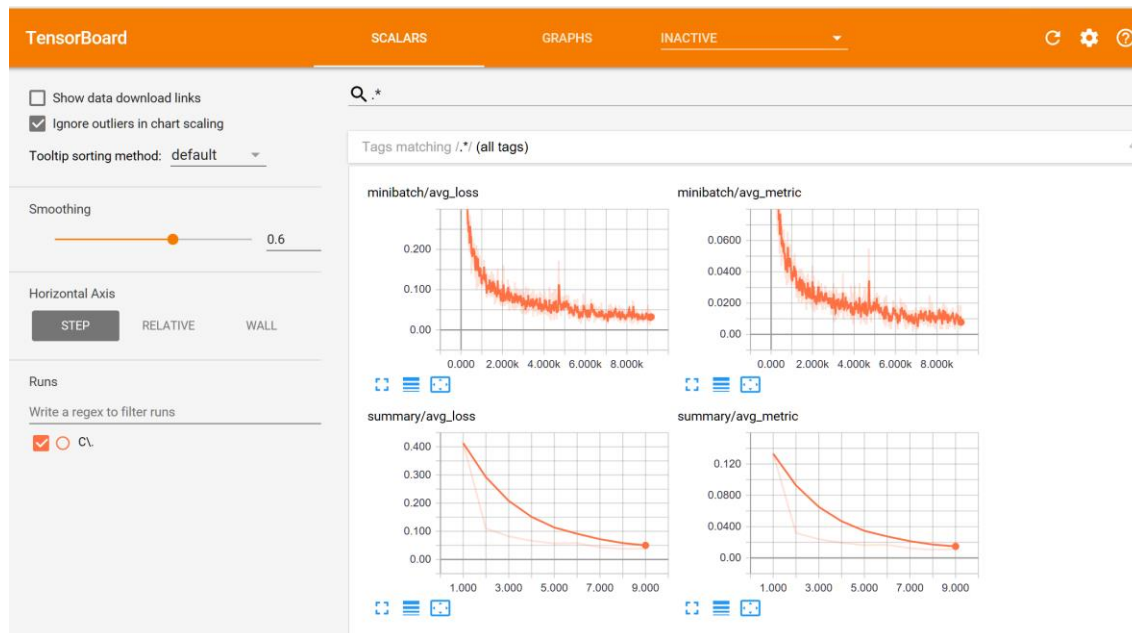 TensorBoard
SCALARS
GRAPHS
INACTIVE
Show data download links
Ignore outliers in chart scaling
Tooltip sorting method: default
Smoothing
0.6
Horizontal Axis
STEP RELATIVE WALL
Runs
Write a regex to filter runs
C\.
.*
Tags matching /.*/ (all tags)
minibatch/avg_loss
0.200
0.100
0.00
0.000 2.000k 4.000k 6.000k 8.000k
minibatch/avg_metric
0.0600
0.0400
0.0200
0.00
0.000 2.000k 4.000k 6.000k 8.000k
summary/avg_loss
0.400
0.300
0.200
0.100
0.00
1.000 3.000 5.000 7.000 9.000
summary/avg_metric
0.120
0.0800
0.0400
0.00
1.000 3.000 5.000 7.000 9.000